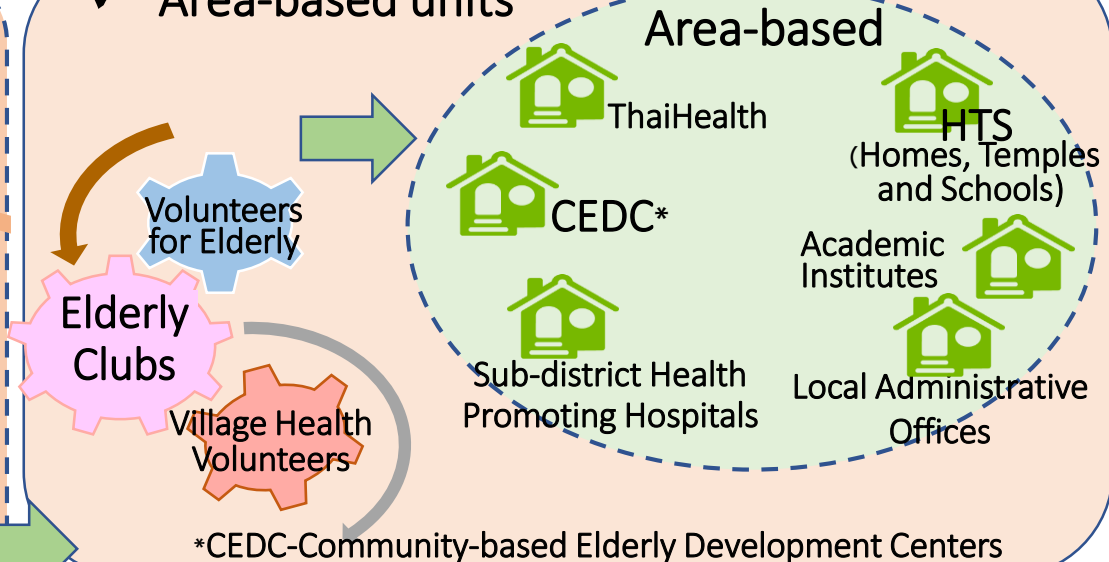 Area-based units
Area-based
ThaiHealth
HTS
(Homes, Temples
and Schools)
CEDC*
Academic
Institutes
Sub-district Health
Promoting Hospitals
Local Administrative
Offices
Volunteers
for Elderly
Elderly
Clubs
Village Health
Volunteers
*CEDC-Community-based Elderly Development Centers